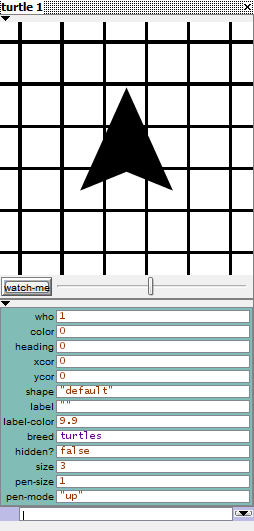 turtle 1
watch-me
who 1
color 0
heading 0
xcor 0
ycor 0
shape "default"
label ""
label-color 9.9
breed turtles
hidden? false
size 3
pen-size 1
pen-mode "up"